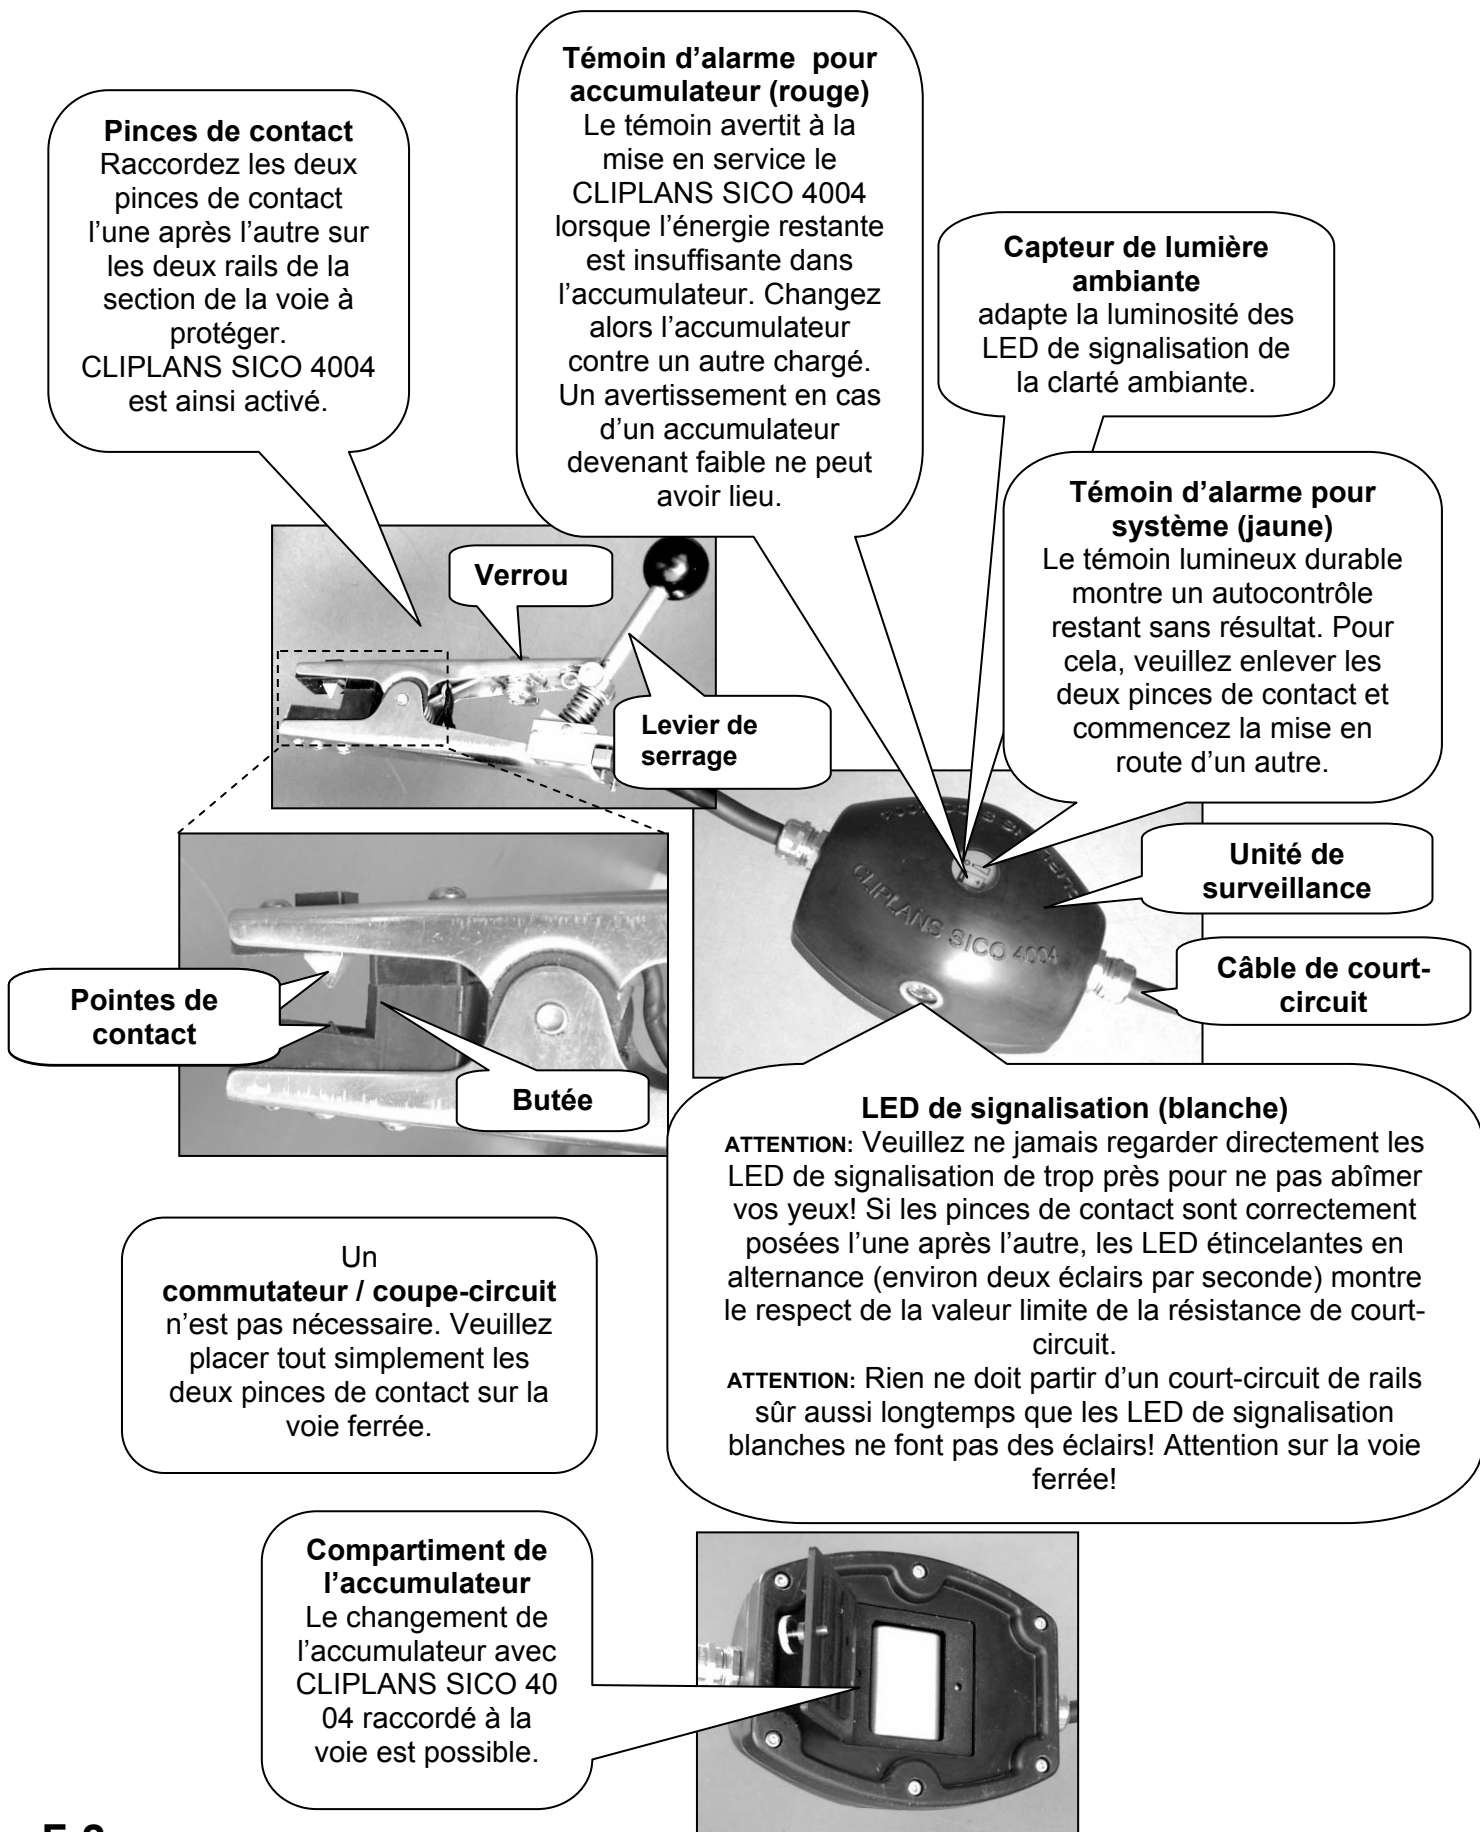 Témoin d’alarme pour
accumulateur (rouge)
Le témoin avertit à la
mise en service le
CLIPLANS SICO 4004
lorsque l’énergie restante
est insuffisante dans
l’accumulateur. Changez
alors l’accumulateur
contre un autre chargé.
Un avertissement en cas
d’un accumulateur
devenant faible ne peut
avoir lieu.
Pinces de contact
Raccordez les deux
pinces de contact
l’une après l’autre sur
les deux rails de la
section de la voie à
protéger.
CLIPLANS SICO 4004
est ainsi activé.
Capteur de lumière
ambiante
adapte la luminosité des
LED de signalisation de
la clarté ambiante.
Témoin d’alarme pour
système (jaune)
Le témoin lumineux durable
montre un autocontrôle
restant sans résultat. Pour
cela, veuillez enlever les
deux pinces de contact et
commencez la mise en
route d’un autre.
Verrou
Levier de
serrage
Unité de
surveillance
CLIPLANS SICO 4004
Câble de court-
circuit
Pointes de
contact
Butée
LED de signalisation (blanche)
ATTENTION: Veuillez ne jamais regarder directement les
LED de signalisation de trop près pour ne pas abîmer
vos yeux! Si les pinces de contact sont correctement
posées l’une après l’autre, les LED étincelantes en
alternance (environ deux éclairs par seconde) montre
le respect de la valeur limite de la résistance de court-
circuit.
ATTENTION: Rien ne doit partir d’un court-circuit de rails
sûr aussi longtemps que les LED de signalisation
blanches ne font pas des éclairs! Attention sur la voie
ferrée!
Un
commutateur / coupe-circuit
n’est pas nécessaire. Veuillez
placer tout simplement les
deux pinces de contact sur la
voie ferrée.
Compartiment de
l’accumulateur
Le changement de
l’accumulateur avec
CLIPLANS SICO 40
04 raccordé à la
voie est possible.